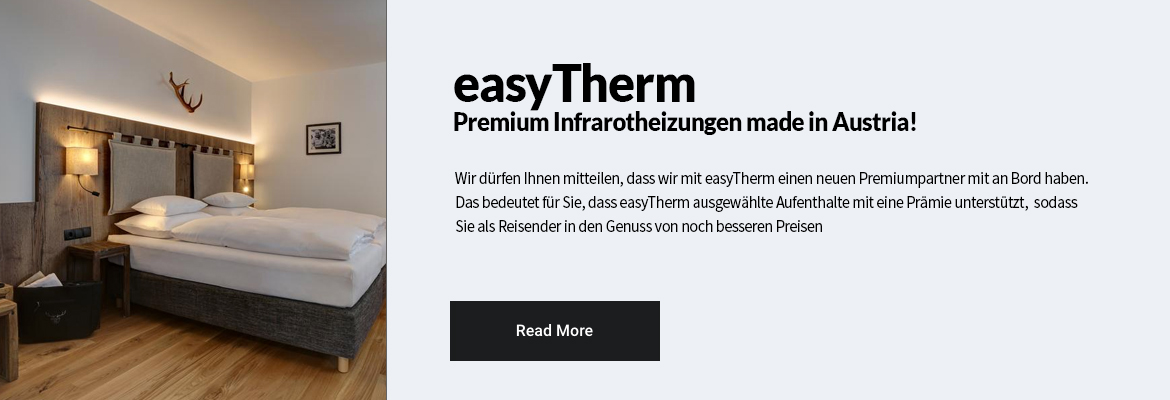 easyTherm
Premium Infrarotheizungen made in Austria!
Wir dürfen Ihnen mitteilen, dass wir mit easyTherm einen neuen Premiumpartner mit an Bord haben.
Das bedeutet für Sie, dass easyTherm ausgewählte Aufenthalte mit eine Prämie unterstützt, sodass
Sie als Reisender in den Genuss von noch besseren Preisen
Read More